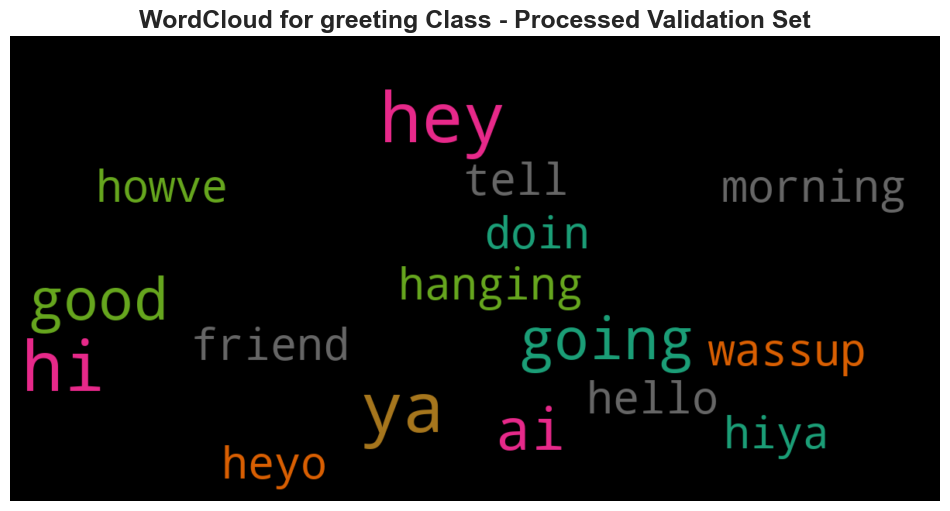 WordCloud for greeting Class - Processed Validation Set
hey
howve
tell
morning
doin
hanging
good
going
friend
wassup
hi
hello
ya
ai
hiya
heyo